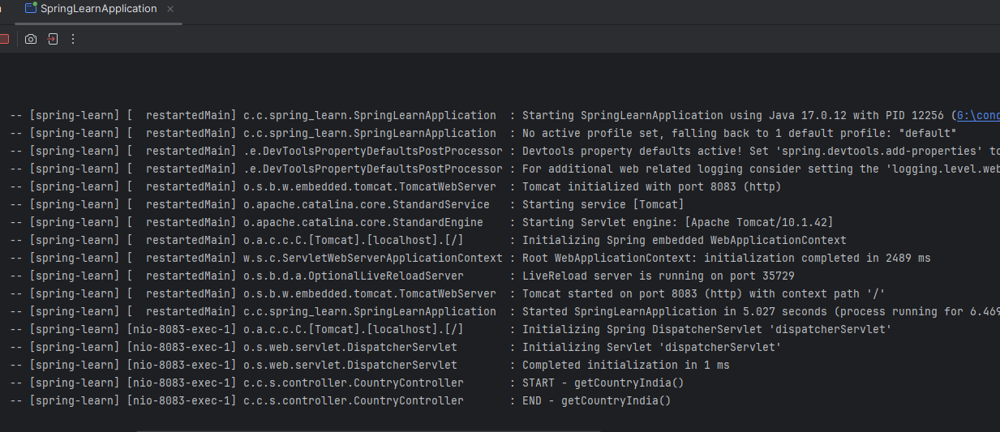 SpringLearnApplication
-- [spring-learn] [  restartedMain] c.c.spring_learn.SpringLearnApplication  : Starting SpringLearnApplication using Java 17.0.12 with PID 12256 (G:\cond
-- [spring-learn] [  restartedMain] c.c.spring_learn.SpringLearnApplication  : No active profile set, falling back to 1 default profile: "default"
-- [spring-learn] [  restartedMain] .e.DevToolsPropertyDefaultsPostProcessor : Devtools property defaults active! Set 'spring.devtools.add-properties' to
-- [spring-learn] [  restartedMain] .e.DevToolsPropertyDefaultsPostProcessor : For additional web related logging consider setting the 'logging.level.web
-- [spring-learn] [  restartedMain] o.s.b.w.embedded.tomcat.TomcatWebServer  : Tomcat initialized with port 8083 (http)
-- [spring-learn] [  restartedMain] o.apache.catalina.core.StandardService   : Starting service [Tomcat]
-- [spring-learn] [  restartedMain] o.apache.catalina.core.StandardEngine    : Starting Servlet engine: [Apache Tomcat/10.1.42]
-- [spring-learn] [  restartedMain] o.a.c.c.C.[Tomcat].[localhost].[/]       : Initializing Spring embedded WebApplicationContext
-- [spring-learn] [  restartedMain] w.s.c.ServletWebServerApplicationContext : Root WebApplicationContext: initialization completed in 2489 ms
-- [spring-learn] [  restartedMain] o.s.b.d.a.OptionalLiveReloadServer       : LiveReload server is running on port 35729
-- [spring-learn] [  restartedMain] o.s.b.w.embedded.tomcat.TomcatWebServer  : Tomcat started on port 8083 (http) with context path '/'
-- [spring-learn] [  restartedMain] c.c.spring_learn.SpringLearnApplication  : Started SpringLearnApplication in 5.027 seconds (process running for 6.469
-- [spring-learn] [nio-8083-exec-1] o.a.c.c.C.[Tomcat].[localhost].[/]       : Initializing Spring DispatcherServlet 'dispatcherServlet'
-- [spring-learn] [nio-8083-exec-1] o.s.web.servlet.DispatcherServlet        : Initializing Servlet 'dispatcherServlet'
-- [spring-learn] [nio-8083-exec-1] o.s.web.servlet.DispatcherServlet        : Completed initialization in 1 ms
-- [spring-learn] [nio-8083-exec-1] c.c.s.controller.CountryController       : START - getCountryIndia()
-- [spring-learn] [nio-8083-exec-1] c.c.s.controller.CountryController       : END - getCountryIndia()